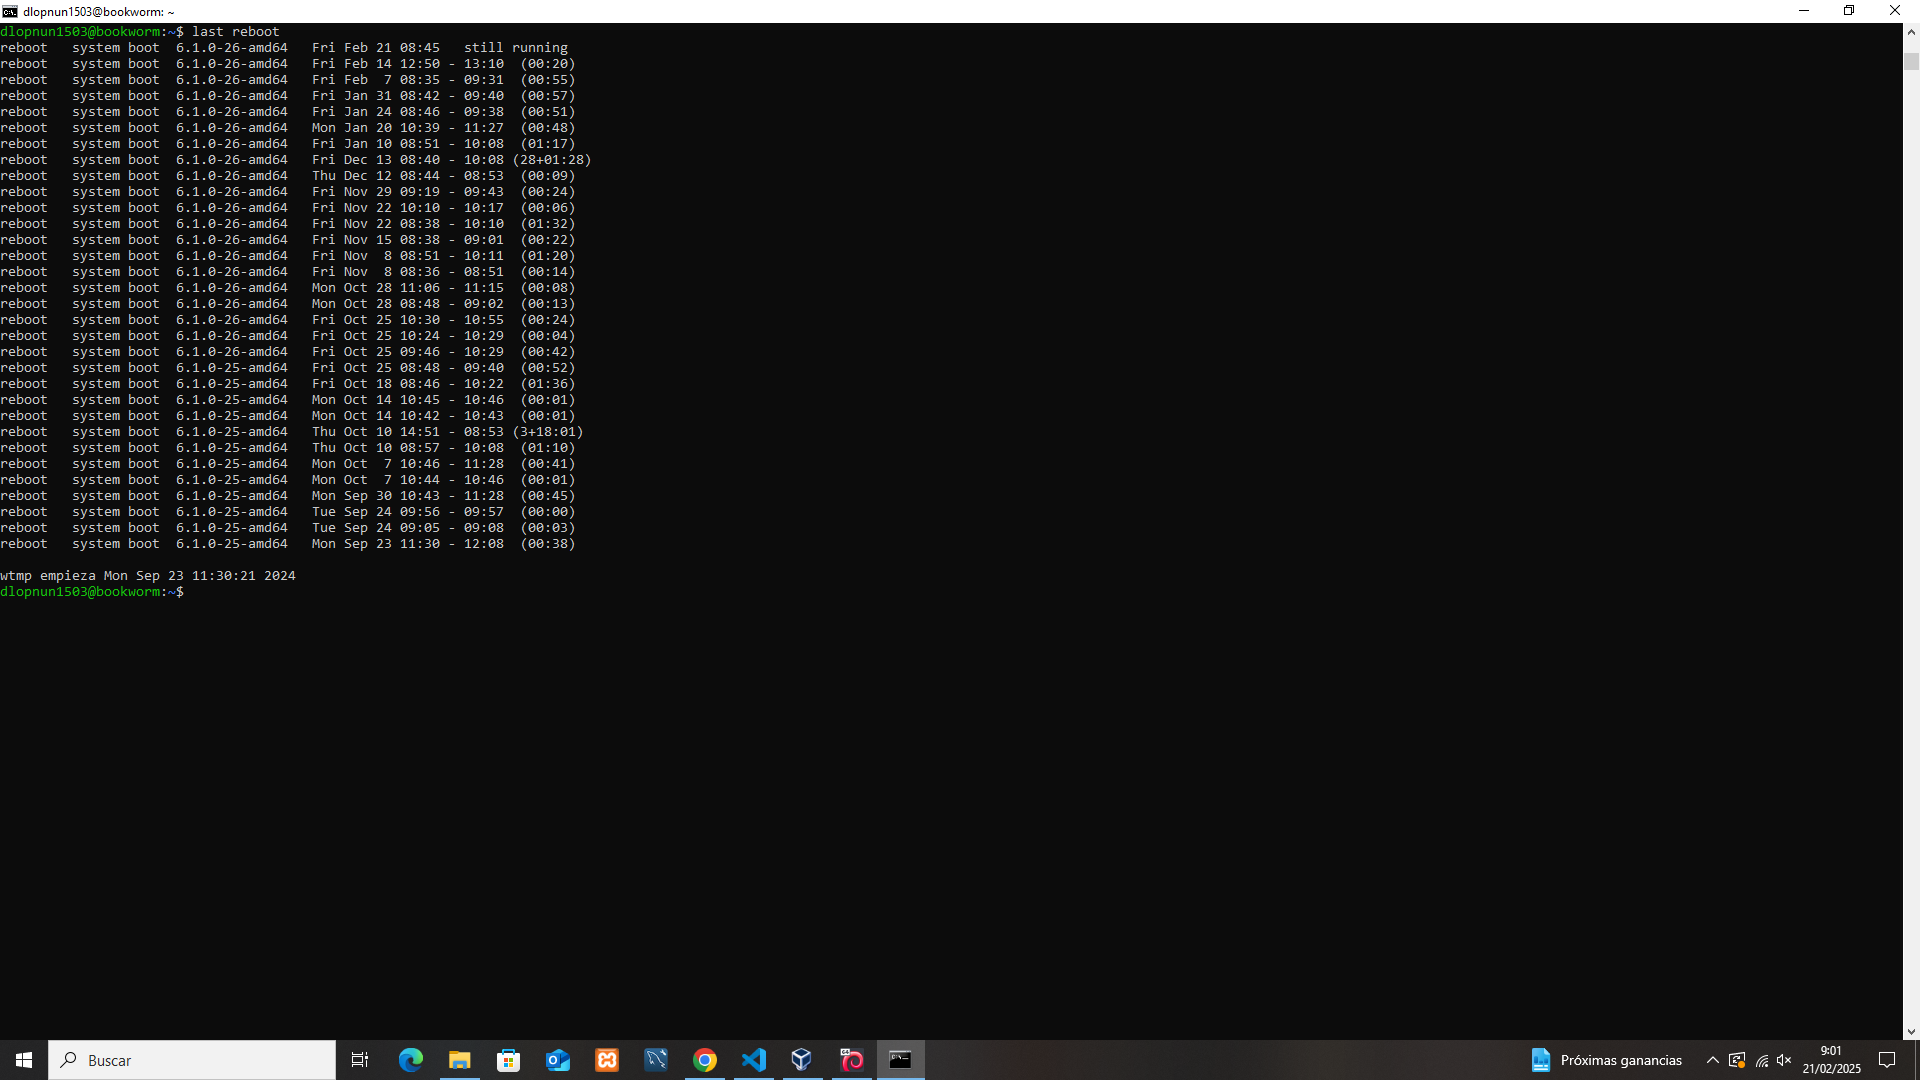 dlopnun1503@bookworm: ~
dlopnun1503@bookworm:~$ last reboot
reboot   system boot  6.1.0-26-amd64   Fri Feb 21 08:45   still running
reboot   system boot  6.1.0-26-amd64   Fri Feb 14 12:50 - 13:10  (00:20)
reboot   system boot  6.1.0-26-amd64   Fri Feb  7 08:35 - 09:31  (00:55)
reboot   system boot  6.1.0-26-amd64   Fri Jan 31 08:42 - 09:40  (00:57)
reboot   system boot  6.1.0-26-amd64   Fri Jan 24 08:46 - 09:38  (00:51)
reboot   system boot  6.1.0-26-amd64   Mon Jan 20 10:39 - 11:27  (00:48)
reboot   system boot  6.1.0-26-amd64   Fri Jan 10 08:51 - 10:08  (01:17)
reboot   system boot  6.1.0-26-amd64   Fri Dec 13 08:40 - 10:08 (28+01:28)
reboot   system boot  6.1.0-26-amd64   Thu Dec 12 08:44 - 08:53  (00:09)
reboot   system boot  6.1.0-26-amd64   Fri Nov 29 09:19 - 09:43  (00:24)
reboot   system boot  6.1.0-26-amd64   Fri Nov 22 10:10 - 10:17  (00:06)
reboot   system boot  6.1.0-26-amd64   Fri Nov 22 08:38 - 10:10  (01:32)
reboot   system boot  6.1.0-26-amd64   Fri Nov 15 08:38 - 09:01  (00:22)
reboot   system boot  6.1.0-26-amd64   Fri Nov  8 08:51 - 10:11  (01:20)
reboot   system boot  6.1.0-26-amd64   Fri Nov  8 08:36 - 08:51  (00:14)
reboot   system boot  6.1.0-26-amd64   Mon Oct 28 11:06 - 11:15  (00:08)
reboot   system boot  6.1.0-26-amd64   Mon Oct 28 08:48 - 09:02  (00:13)
reboot   system boot  6.1.0-26-amd64   Fri Oct 25 10:30 - 10:55  (00:24)
reboot   system boot  6.1.0-26-amd64   Fri Oct 25 10:24 - 10:29  (00:04)
reboot   system boot  6.1.0-26-amd64   Fri Oct 25 09:46 - 10:29  (00:42)
reboot   system boot  6.1.0-25-amd64   Fri Oct 25 08:48 - 09:40  (00:52)
reboot   system boot  6.1.0-25-amd64   Fri Oct 18 08:46 - 10:22  (01:36)
reboot   system boot  6.1.0-25-amd64   Mon Oct 14 10:45 - 10:46  (00:01)
reboot   system boot  6.1.0-25-amd64   Mon Oct 14 10:42 - 10:43  (00:01)
reboot   system boot  6.1.0-25-amd64   Thu Oct 10 14:51 - 08:53 (3+18:01)
reboot   system boot  6.1.0-25-amd64   Thu Oct 10 08:57 - 10:08  (01:10)
reboot   system boot  6.1.0-25-amd64   Mon Oct  7 10:46 - 11:28  (00:41)
reboot   system boot  6.1.0-25-amd64   Mon Oct  7 10:44 - 10:46  (00:01)
reboot   system boot  6.1.0-25-amd64   Mon Sep 30 10:43 - 11:28  (00:45)
reboot   system boot  6.1.0-25-amd64   Tue Sep 24 09:56 - 09:57  (00:00)
reboot   system boot  6.1.0-25-amd64   Tue Sep 24 09:05 - 09:08  (00:03)
reboot   system boot  6.1.0-25-amd64   Mon Sep 23 11:30 - 12:08  (00:38)
wtmp empieza Mon Sep 23 11:30:21 2024
dlopnun1503@bookworm:~$
Buscar
Próximas ganancias
9:01
21/02/2025